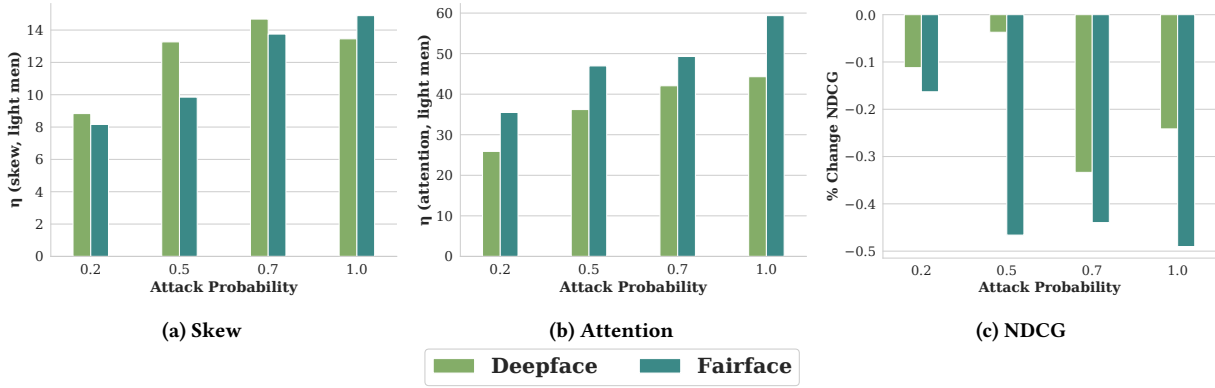 η (skew, light men)
14
12
10
8
6
4
2
0
0.2 0.5 0.7 1.0
Attack Probability
(a) Skew
η (attention, light men)
60
50
40
30
20
10
0
0.2 0.5 0.7 1.0
Attack Probability
(b) Attention
% Change NDCG
0.0
−0.1
−0.2
−0.3
−0.4
−0.5
0.2 0.5 0.7 1.0
Attack Probability
(c) NDCG
Deepface Fairface